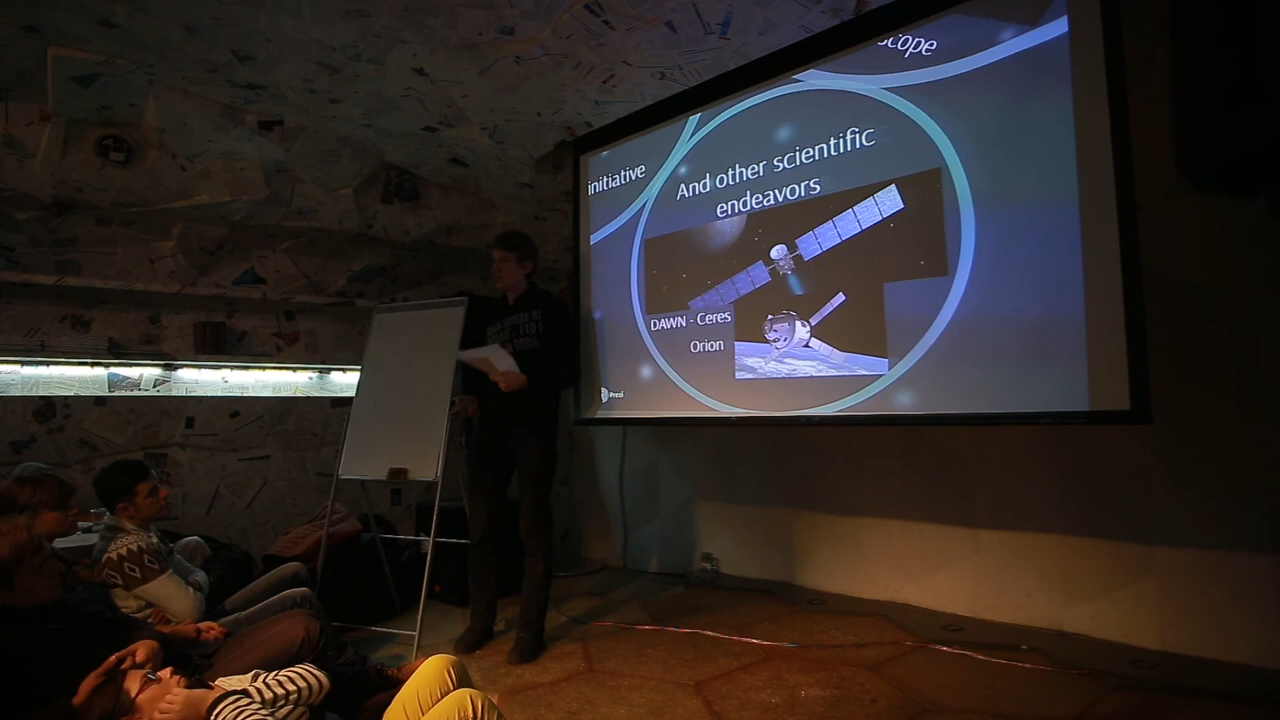 scope
initiative
And other scientific
endeavors
DAWN - Ceres
Orion
Prezi